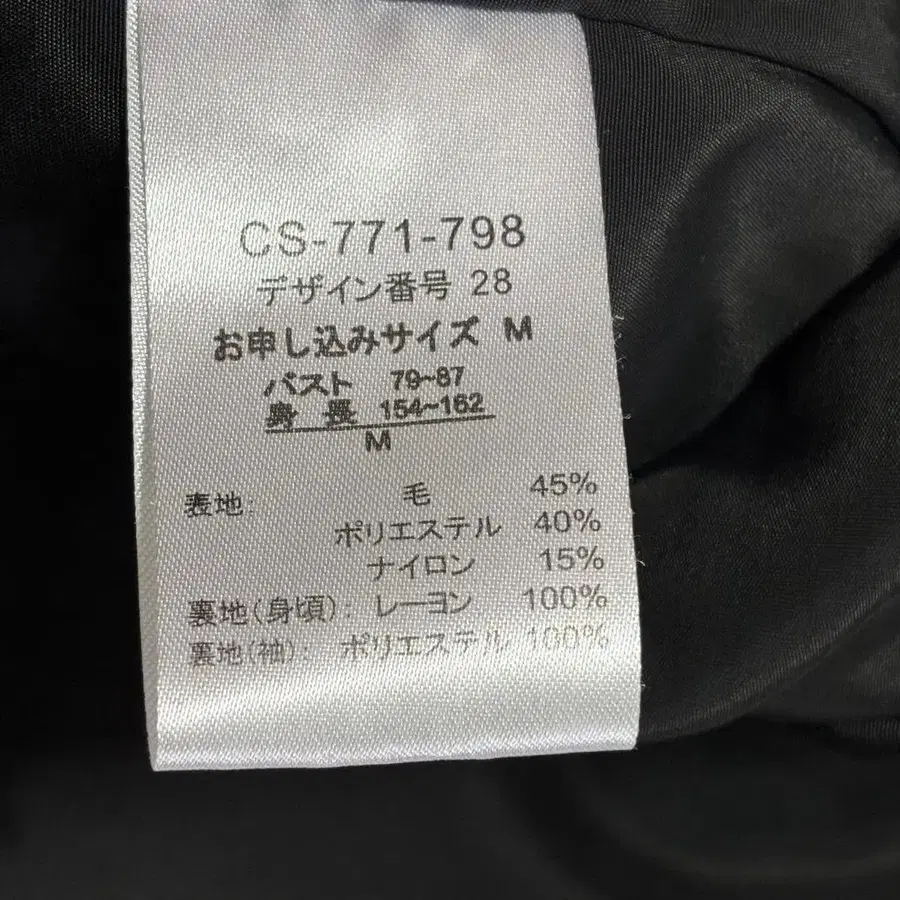 CS-771-798
デザイン番号 28
お申し込みサイズ M
バスト 79~87
身 長 154~162
M
表地: 毛 45%
ポリエステル 40%
ナイロン 15%
裏地(身頃): レーヨン 100%
裏地(袖): ポリエステル 100%